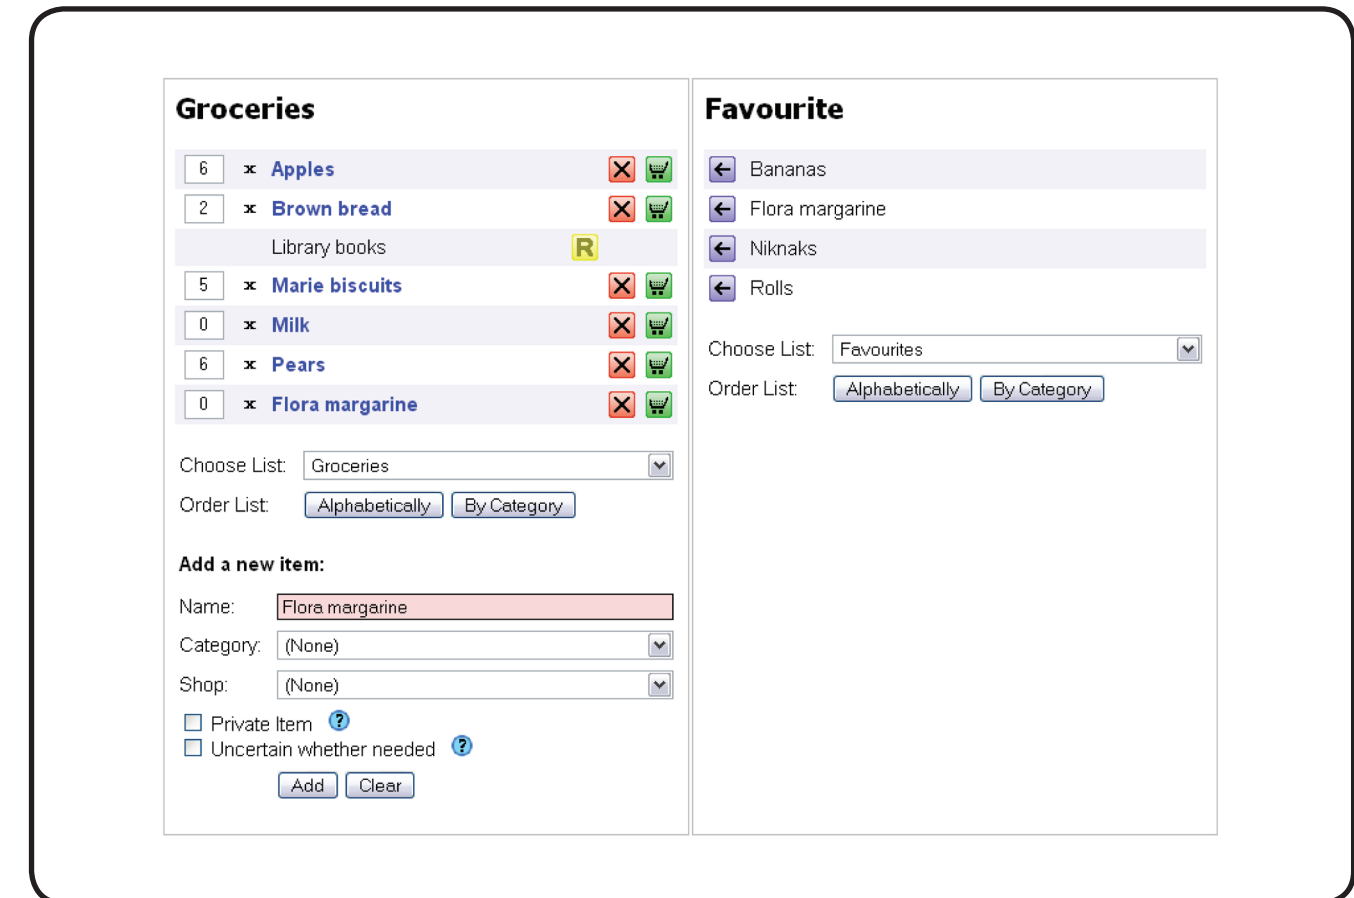 Groceries
6 x Apples
2 x Brown bread
Library books R
5 x Marie biscuits
0 x Milk
6 x Pears
0 x Flora margarine
Choose List: Groceries
Order List: Alphabetically By Category
Add a new item:
Name: Flora margarine
Category: (None)
Shop: (None)
Private Item ?
Uncertain whether needed ?
Add Clear
Favourite
Bananas
Flora margarine
Niknaks
Rolls
Choose List: Favourites
Order List: Alphabetically By Category